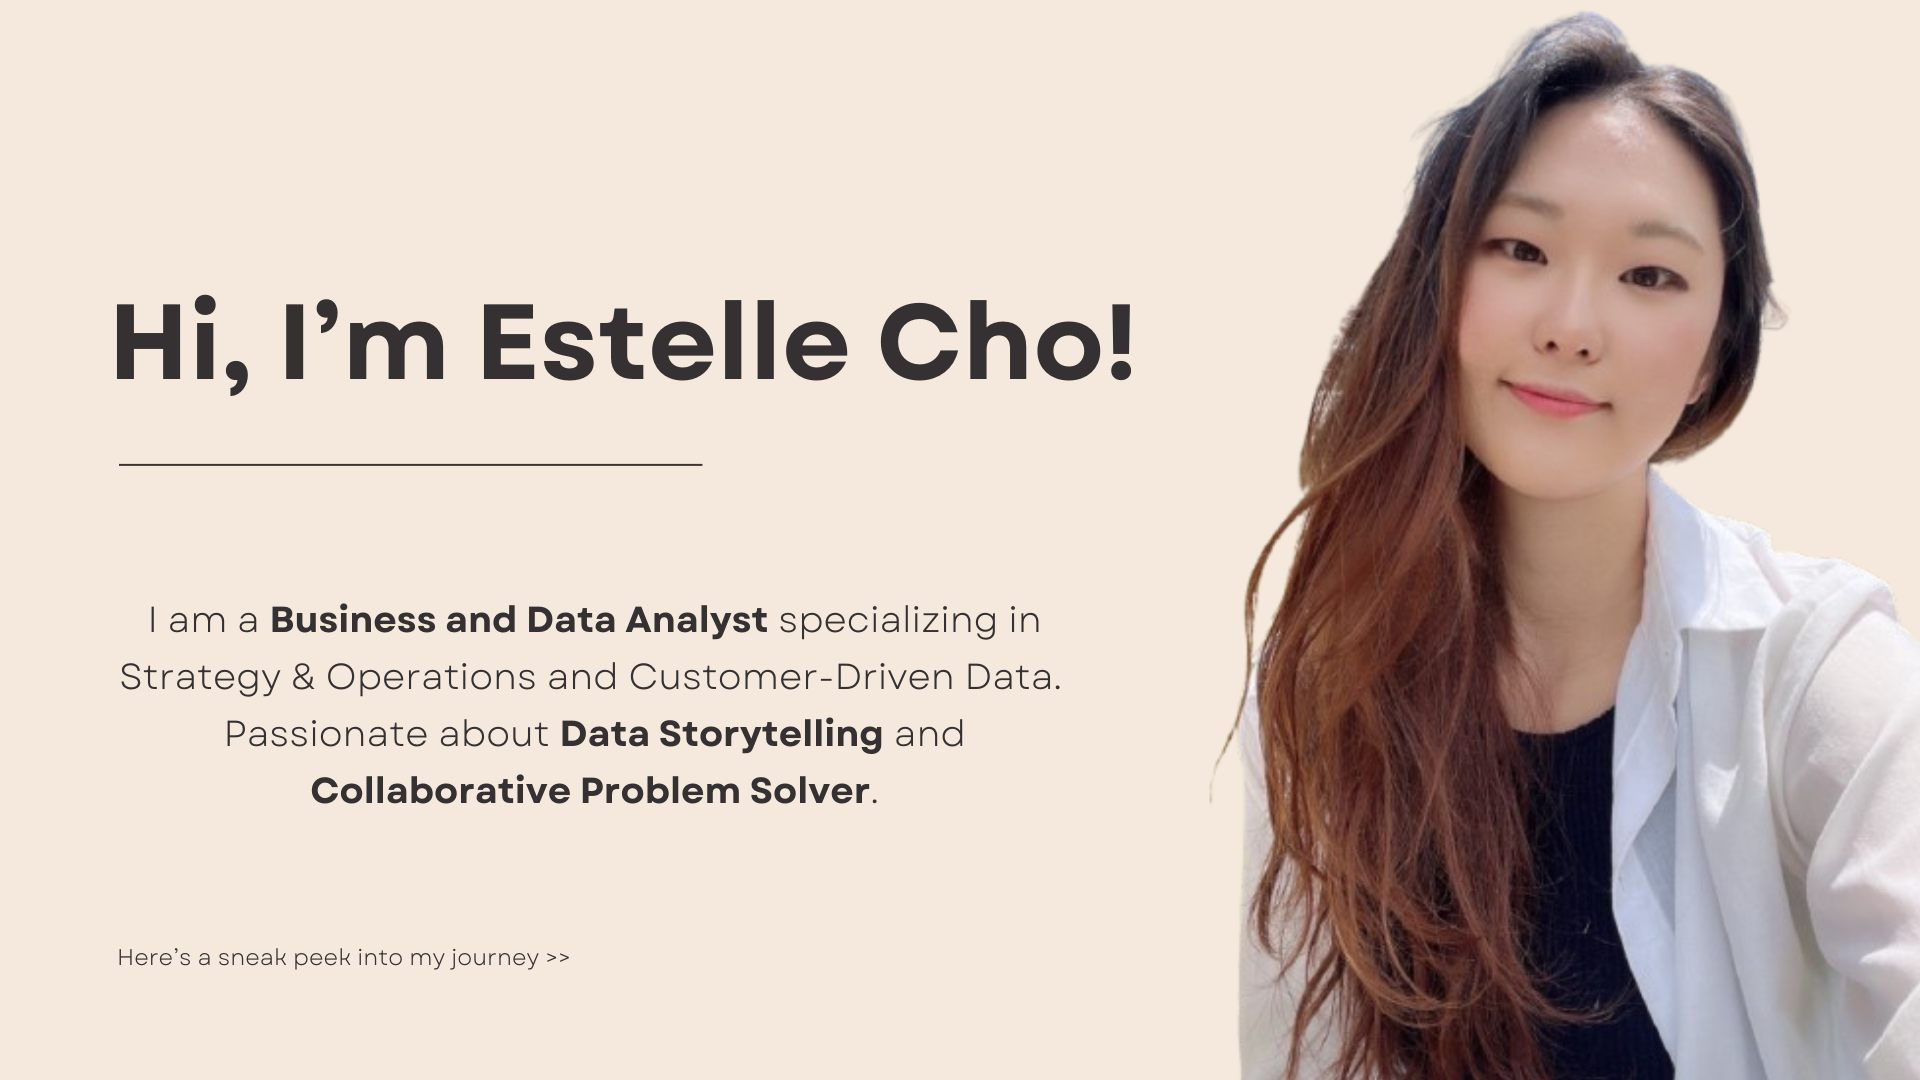 Hi, I’m Estelle Cho!
I am a Business and Data Analyst specializing in
Strategy & Operations and Customer-Driven Data.
Passionate about Data Storytelling and
Collaborative Problem Solver.
Here’s a sneak peek into my journey >>